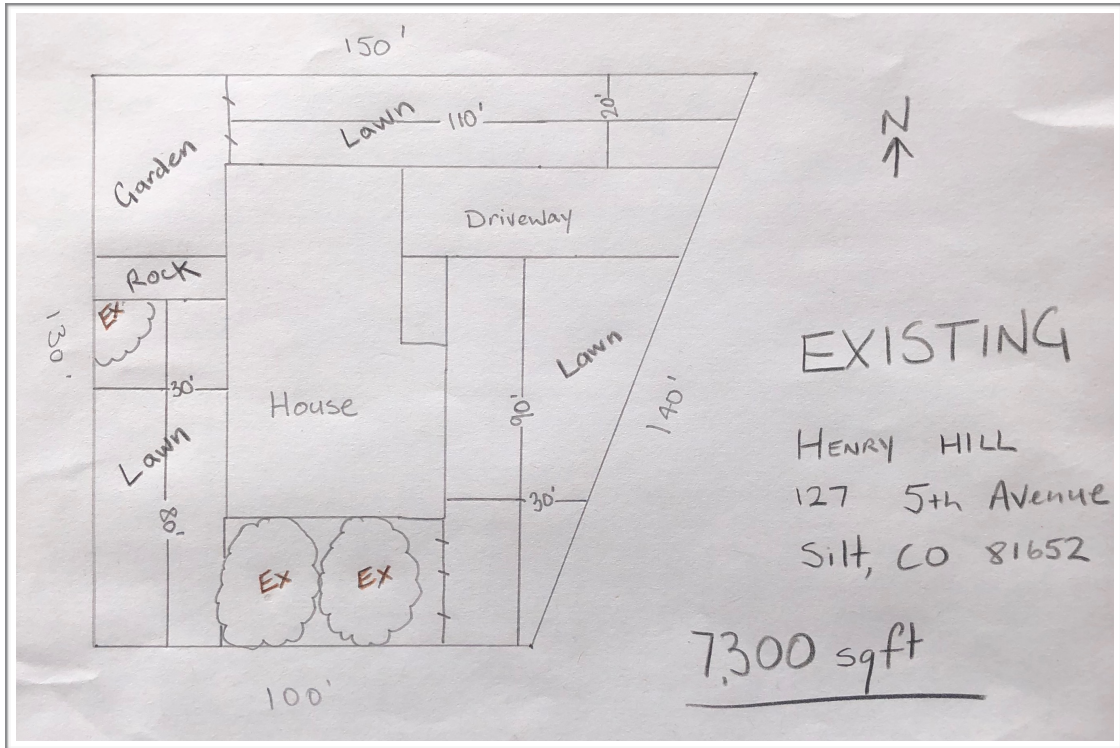 150'
Lawn
110'
20'
N
Garden
Driveway
Rock
Ex
130'
Lawn
EXISTING
30'
House
90'
140'
HENRY HILL
Lawn
127 5th Avenue
80'
30'
Silt, CO 81652
Ex
Ex
7,300 sqft
100'